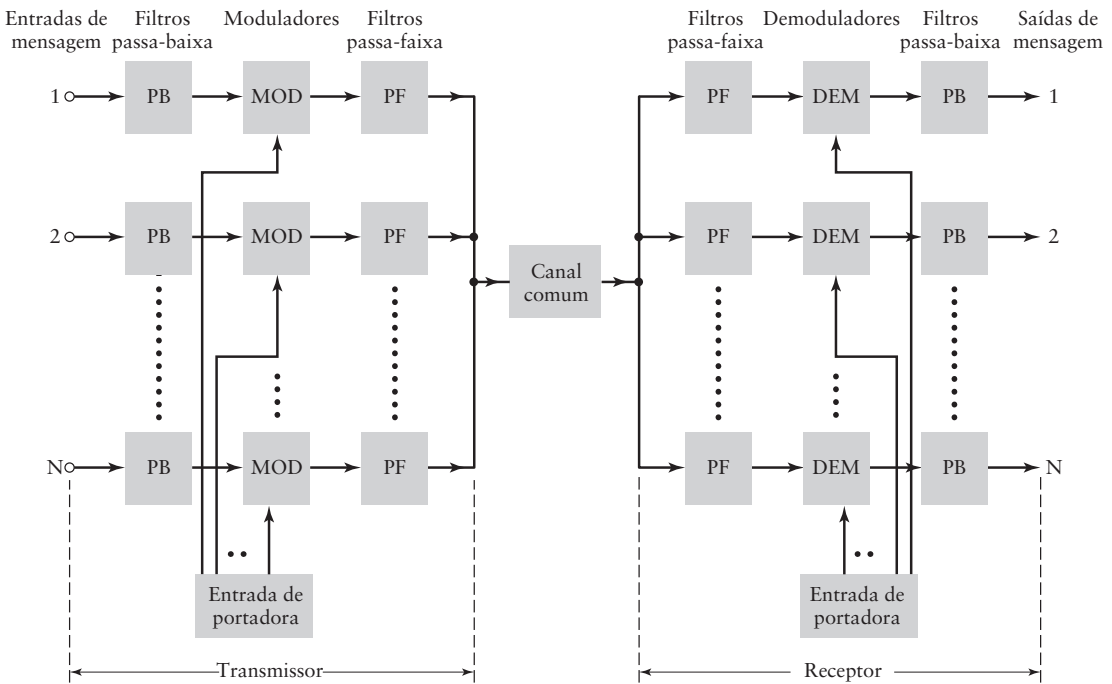 Entradas de
mensagem
Filtros
passa-baixa
Moduladores
Filtros
passa-faixa
Filtros
passa-faixa
Demoduladores
Filtros
passa-baixa
Saídas de
mensagem
1
PB
MOD
PF
PF
DEM
PB
1
2
PB
MOD
PF
PF
DEM
PB
2
Canal
comum
N
PB
MOD
PF
PF
DEM
PB
N
Entrada de
portadora
Entrada de
portadora
Transmissor
Receptor